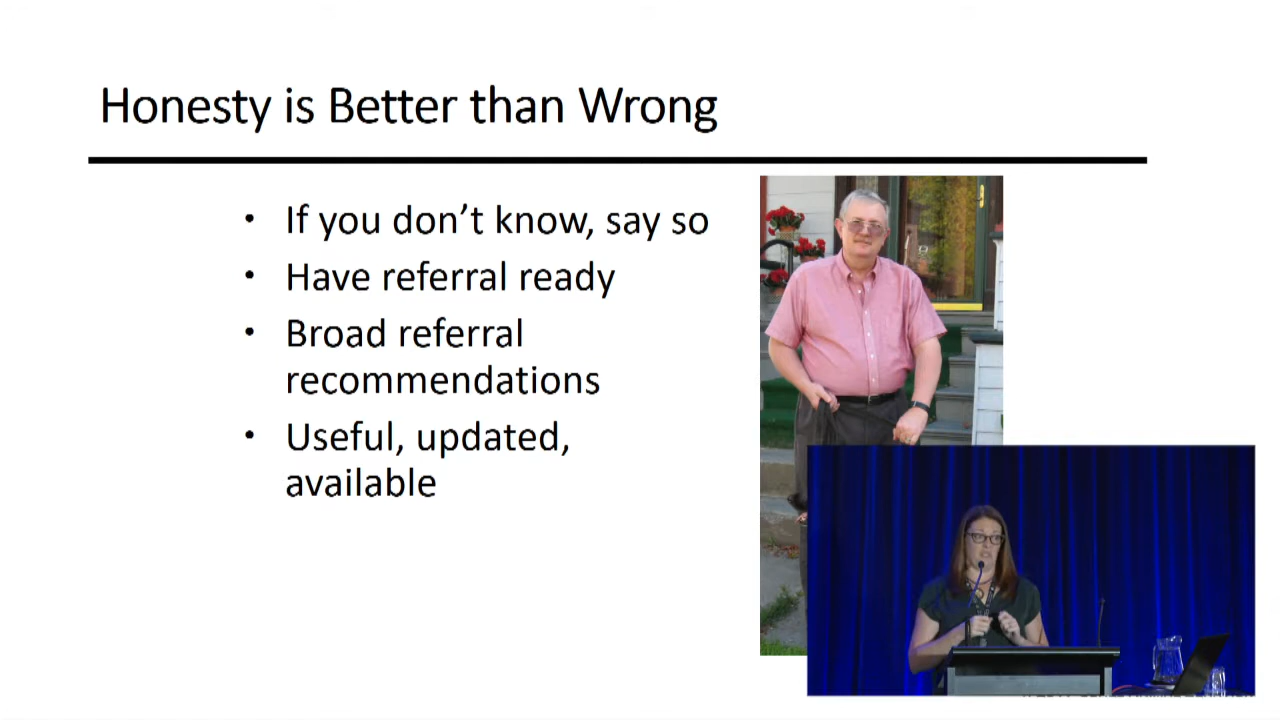 Honesty is Better than Wrong
• If you don't know, say so
• Have referral ready
• Broad referral
recommendations
• Useful, updated,
available